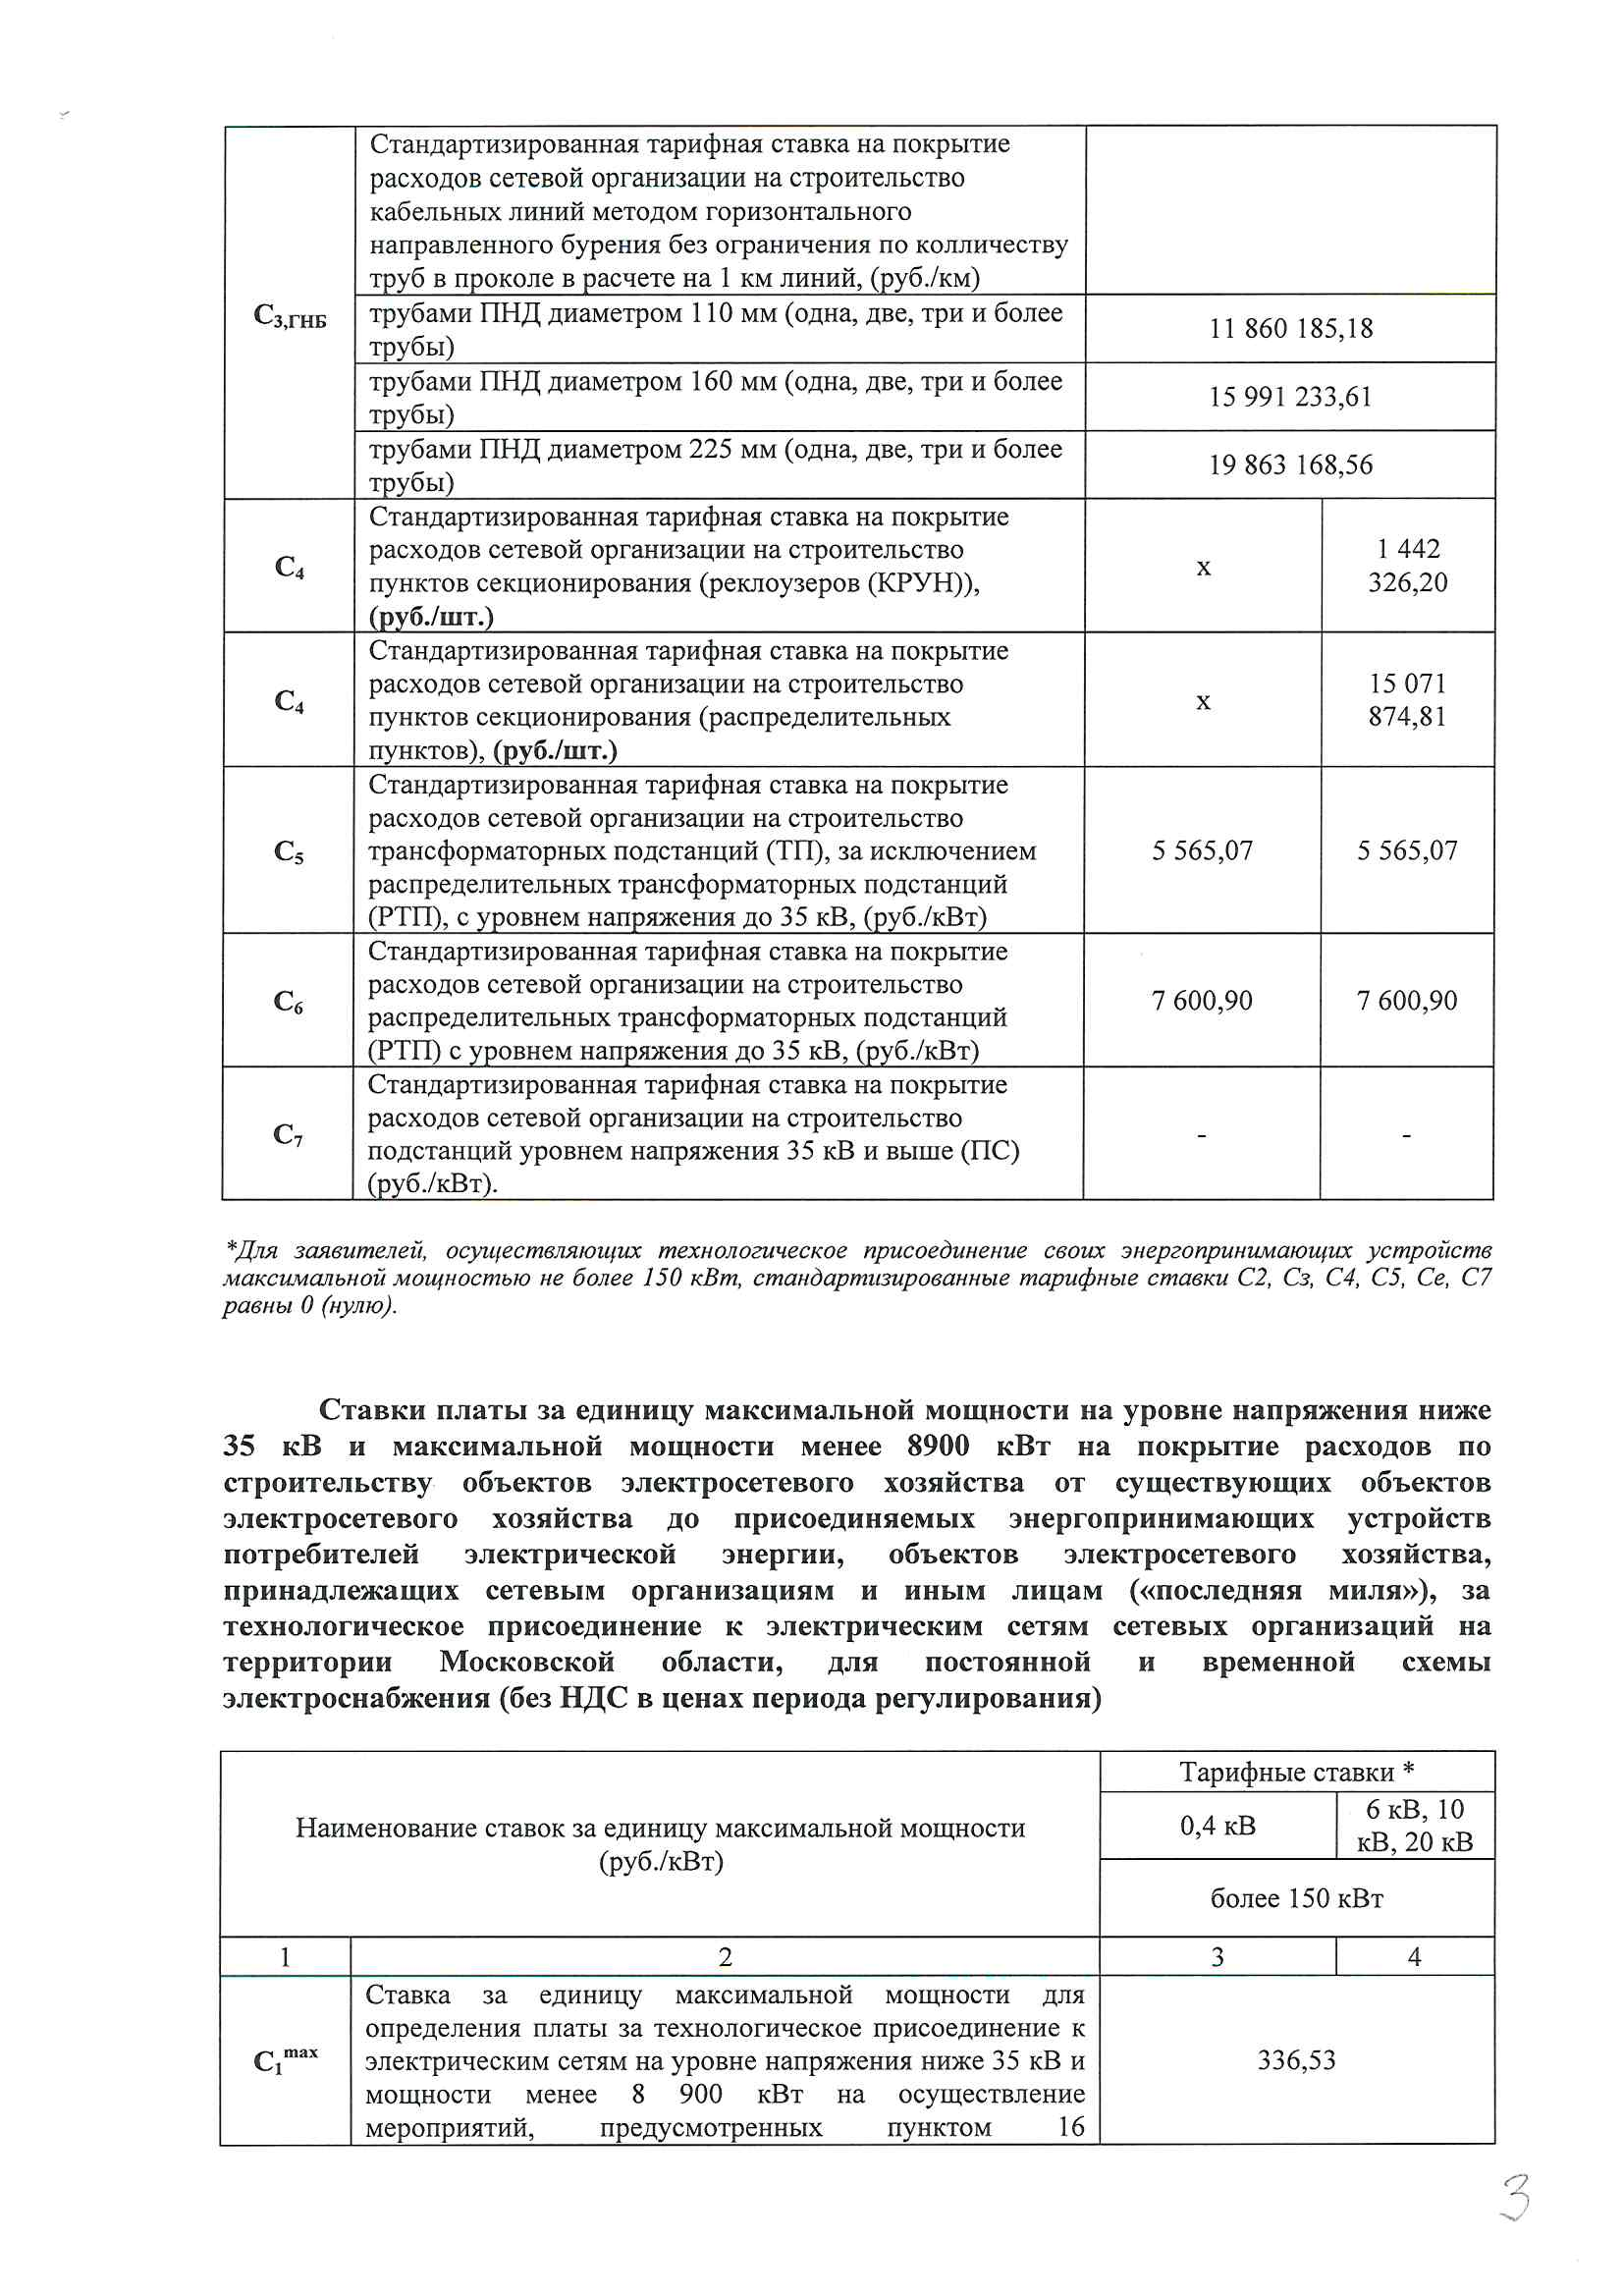 Стандартизированная тарифная ставка на покрытие
расходов сетевой организации на строительство
кабельных линий методом горизонтального
направленного бурения без ограничения по колличеству
труб в проколе в расчете на 1 км линий, (руб./км)
С3,ГНБ
трубами ПНД диаметром 110 мм (одна, две, три и более
трубы)
11 860 185,18
трубами ПНД диаметром 160 мм (одна, две, три и более
трубы)
15 991 233,61
трубами ПНД диаметром 225 мм (одна, две, три и более
трубы)
19 863 168,56
С4
Стандартизированная тарифная ставка на покрытие
расходов сетевой организации на строительство
пунктов секционирования (реклоузеров (КРУН)),
(руб./шт.)
х
1 442
326,20
С4
Стандартизированная тарифная ставка на покрытие
расходов сетевой организации на строительство
пунктов секционирования (распределительных
пунктов), (руб./шт.)
х
15 071
874,81
С5
Стандартизированная тарифная ставка на покрытие
расходов сетевой организации на строительство
трансформаторных подстанций (ТП), за исключением
распределительных трансформаторных подстанций
(РТП), с уровнем напряжения до 35 кВ, (руб./кВт)
5 565,07
5 565,07
С6
Стандартизированная тарифная ставка на покрытие
расходов сетевой организации на строительство
распределительных трансформаторных подстанций
(РТП) с уровнем напряжения до 35 кВ, (руб./кВт)
7 600,90
7 600,90
С7
Стандартизированная тарифная ставка на покрытие
расходов сетевой организации на строительство
подстанций уровнем напряжения 35 кВ и выше (ПС)
(руб./кВт).
-
-
*Для заявителей, осуществляющих технологическое присоединение своих энергопринимающих устройств
максимальной мощностью не более 150 кВт, стандартизированные тарифные ставки С2, Сз, С4, С5, Се, С7
равны 0 (нулю).
Ставки платы за единицу максимальной мощности на уровне напряжения ниже
35 кВ и максимальной мощности менее 8900 кВт на покрытие расходов по
строительству объектов электросетевого хозяйства от существующих объектов
электросетевого хозяйства до присоединяемых энергопринимающих устройств
потребителей электрической энергии, объектов электросетевого хозяйства,
принадлежащих сетевым организациям и иным лицам («последняя миля»), за
технологическое присоединение к электрическим сетям сетевых организаций на
территории Московской области, для постоянной и временной схемы
электроснабжения (без НДС в ценах периода регулирования)
Наименование ставок за единицу максимальной мощности
(руб./кВт)
Тарифные ставки *
0,4 кВ
6 кВ, 10
кВ, 20 кВ
более 150 кВт
1
2
3
4
С1max
Ставка за единицу максимальной мощности для
определения платы за технологическое присоединение к
электрическим сетям на уровне напряжения ниже 35 кВ и
мощности менее 8 900 кВт на осуществление
мероприятий, предусмотренных пунктом 16
336,53
3